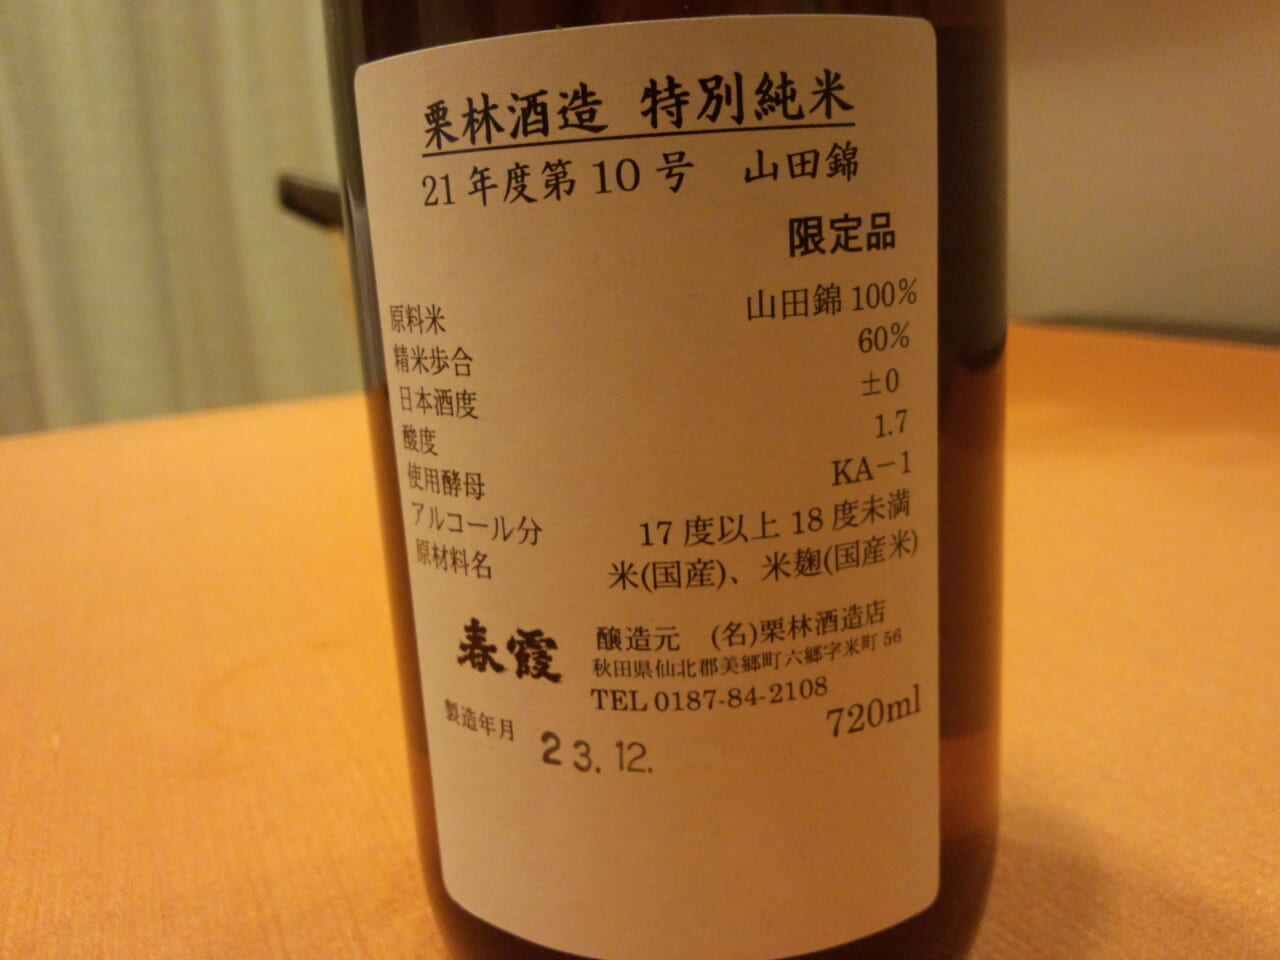 栗林酒造 特別純米
21年度第10号 山田錦
限定品
原料米 山田錦100%
精米歩合 60%
日本酒度 ±0
酸度 1.7
使用酵母 KA-1
アルコール分 17度以上18度未満
原材料名 米(国産)、米麹(国産米)
春霞
醸造元 (名)栗林酒造店
秋田県仙北郡美郷町六郷字米町56
TEL 0187-84-2108
720ml
製造年月 23.12.